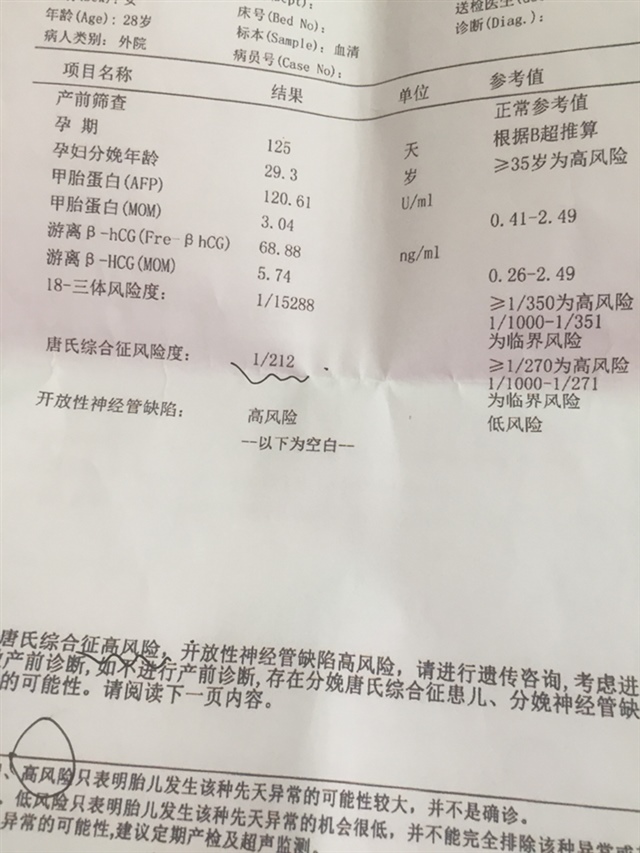 年龄(Age): 28岁
床号(Bed No):
诊断(Diag.):
病人类别: 外院
标本(Sample): 血清
病员号(Case No):
项目名称 结果 单位 参考值
产前筛查 正常参考值
孕 期 125 天 根据B超推算
孕妇分娩年龄 29.3 岁 ≥35岁为高风险
甲胎蛋白(AFP) 120.61 U/ml
甲胎蛋白(MOM) 3.04 0.41-2.49
游离β-hCG(Fre-βhCG) 68.88 ng/ml
游离β-HCG(MOM) 5.74 0.26-2.49
18-三体风险度: 1/15288 ≥1/350为高风险
1/1000-1/351
为临界风险
唐氏综合征风险度: 1/212 ≥1/270为高风险
1/1000-1/271
为临界风险
开放性神经管缺陷: 高风险 低风险
--以下为空白--
唐氏综合征高风险, 开放性神经管缺陷高风险, 请进行遗传咨询, 考虑进
产前诊断, 如不进行产前诊断, 存在分娩唐氏综合征患儿、分娩神经管缺
的可能性。请阅读下一页内容。
、高风险只表明胎儿发生该种先天异常的可能性较大, 并不是确诊。
、低风险只表明胎儿发生该种先天异常的机会很低, 并不能完全排除该种异常或
异常的可能性, 建议定期产检及超声监测。